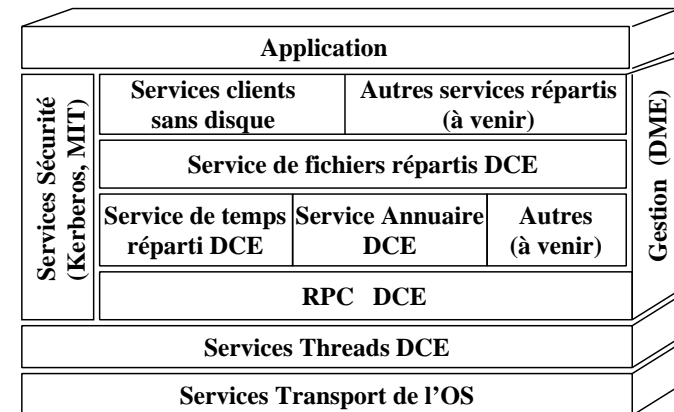 Application
Services Sécurité
(Kerberos, MIT)
Services clients
sans disque
Autres services répartis
(à venir)
Service de fichiers répartis DCE
Service de temps
réparti DCE
Service Annuaire
DCE
Autres
(à venir)
RPC DCE
Gestion (DME)
Services Threads DCE
Services Transport de l'OS